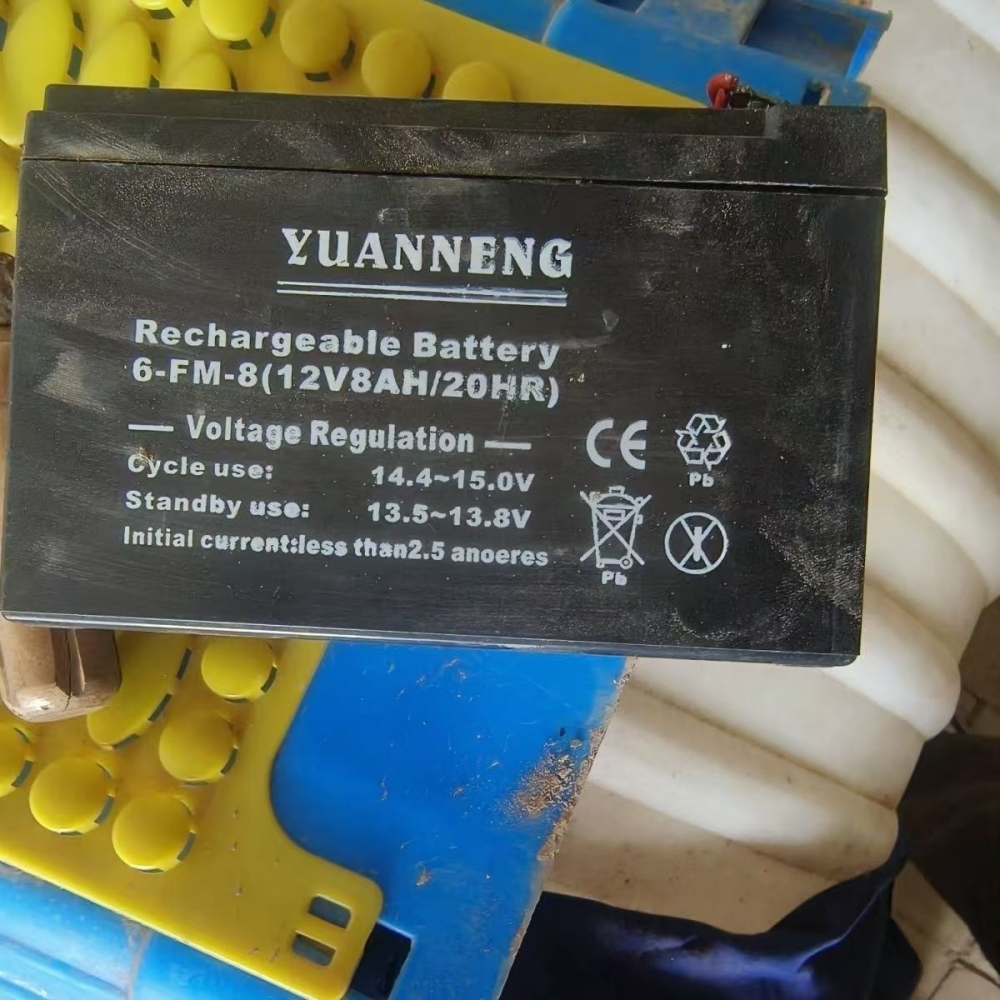 YUANNENG
Rechargeable Battery
6-FM-8(12V8AH/20HR)
Voltage Regulation
Cycle use: 14.4~15.0V
Standby use: 13.5~13.8V
Initial current:less than2.5 anoeres
CE
Pb
Pb